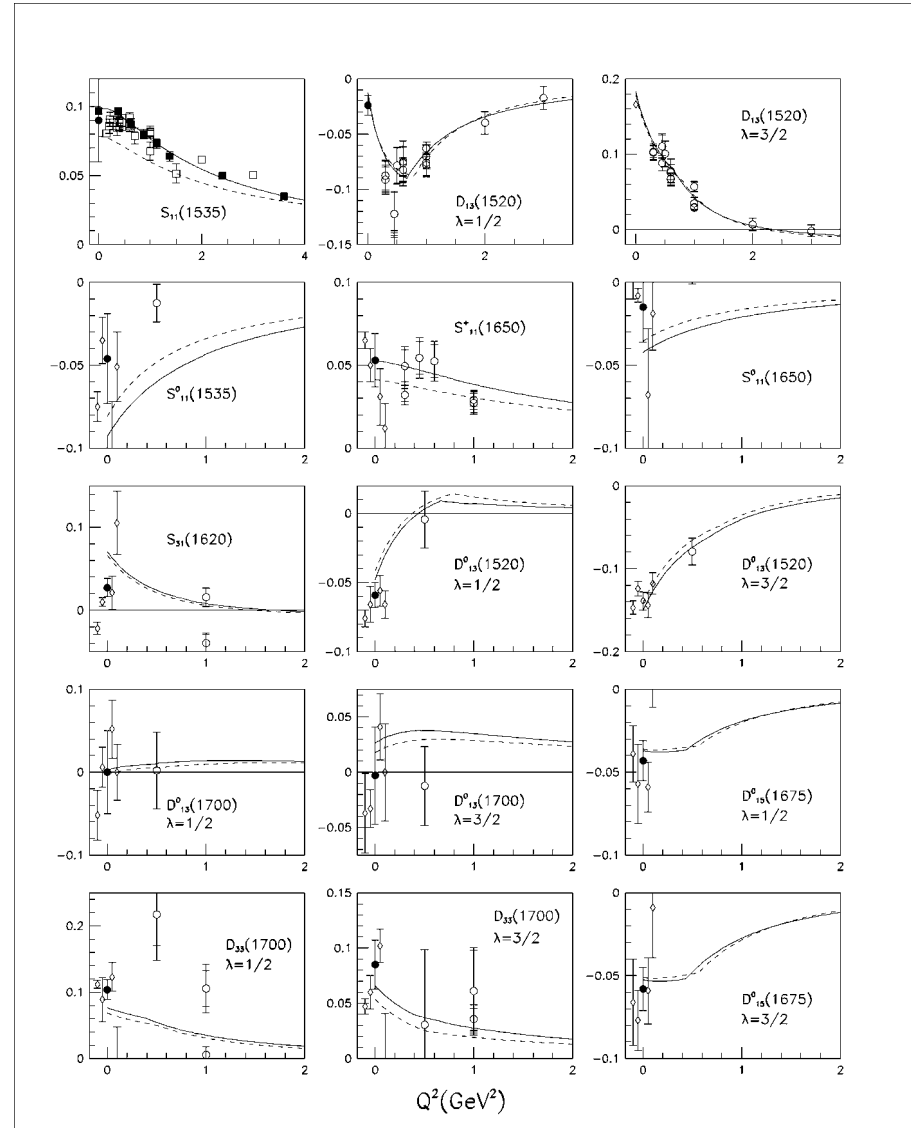 0.1
0.05
0
S₁₁(1535)
0 2 4
0
-0.05
-0.1
-0.15
D₁₃(1520)
λ=1/2
0 2
0.2
0.1
0
D₁₃(1520)
λ=3/2
0 2
0
-0.05
-0.1
S⁰₁₁(1535)
0 1 2
0.1
0.05
0
S⁺₁₁(1650)
0 1 2
0
-0.05
-0.1
S⁰₁₁(1650)
0 1 2
0.1
0
S₃₁(1620)
0 1 2
0
-0.05
-0.1
D⁰₁₃(1520)
λ=1/2
0 1 2
0
-0.1
-0.2
D⁰₁₃(1520)
λ=3/2
0 1 2
0.1
0
-0.1
D⁰₁₃(1700)
λ=1/2
0 1 2
0.05
0
-0.05
D⁰₁₃(1700)
λ=3/2
0 1 2
0
-0.05
-0.1
D⁰₁₅(1675)
λ=1/2
0 1 2
0.2
0.1
0
D₃₃(1700)
λ=1/2
0 1 2
0.15
0.1
0.05
0
D₃₃(1700)
λ=3/2
0 1 2
0
-0.05
-0.1
D⁰₁₅(1675)
λ=3/2
0 1 2
Q²(GeV²)